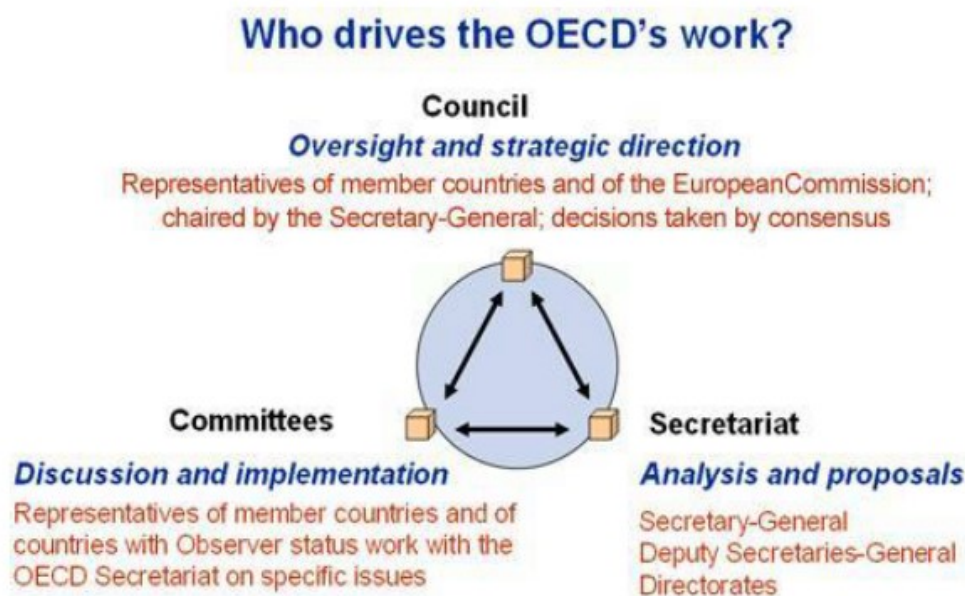 Who drives the OECD's work?
Council
Oversight and strategic direction
Representatives of member countries and of the EuropeanCommission;
chaired by the Secretary-General; decisions taken by consensus
Committees
Discussion and implementation
Representatives of member countries and of
countries with Observer status work with the
OECD Secretariat on specific issues
Secretariat
Analysis and proposals
Secretary-General
Deputy Secretaries-General
Directorates